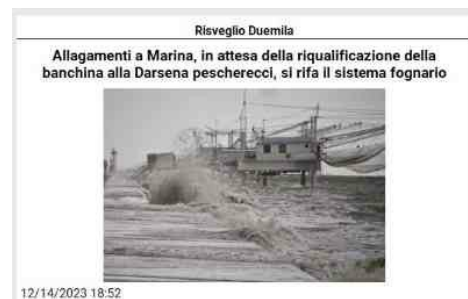 Risveglio Duemila
Allagamenti a Marina, in attesa della riqualificazione della
banchina alla Darsena pescherecci, si rifa il sistema fognario
12/14/2023 18:52